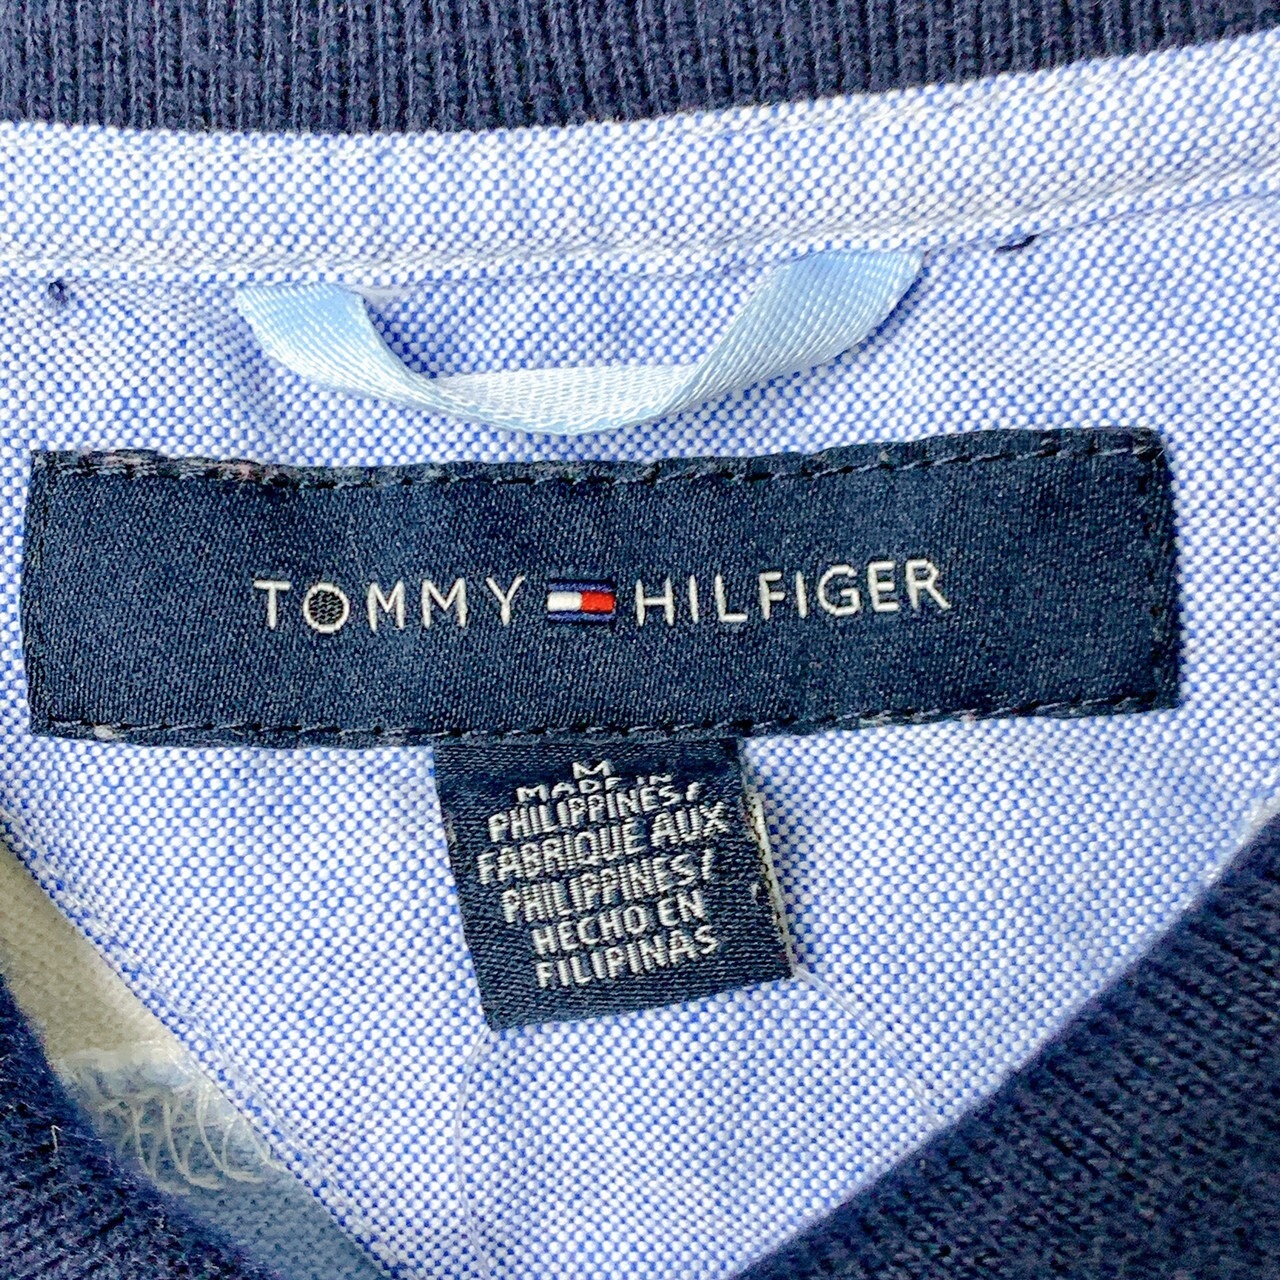 TOMMY HILFIGER
M
MADE IN
PHILIPPINES/
FABRIQUE AUX
PHILIPPINES/
HECHO EN
FILIPINAS